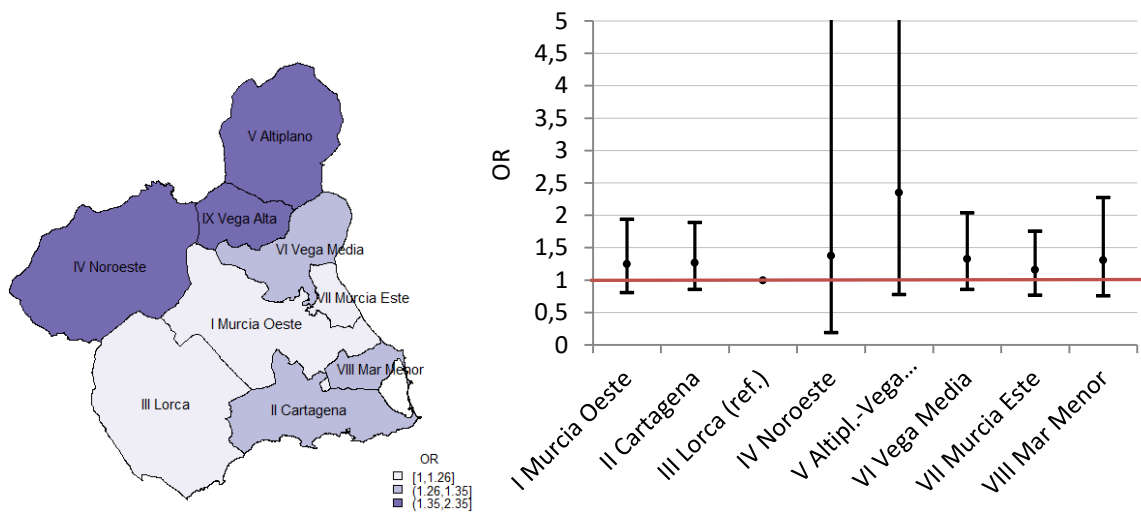 V Altiplano
IX Vega Alta
VI Vega Media
IV Noroeste
VII Murcia Este
I Murcia Oeste
VIII Mar Menor
III Lorca
II Cartagena
OR
[1,1.26]
(1.26,1.35]
(1.35,2.35]
OR
5
4,5
4
3,5
3
2,5
2
1,5
1
0,5
0
I Murcia Oeste
II Cartagena
III Lorca (ref.)
IV Noroeste
V Altipl.-Vega...
VI Vega Media
VII Murcia Este
VIII Mar Menor